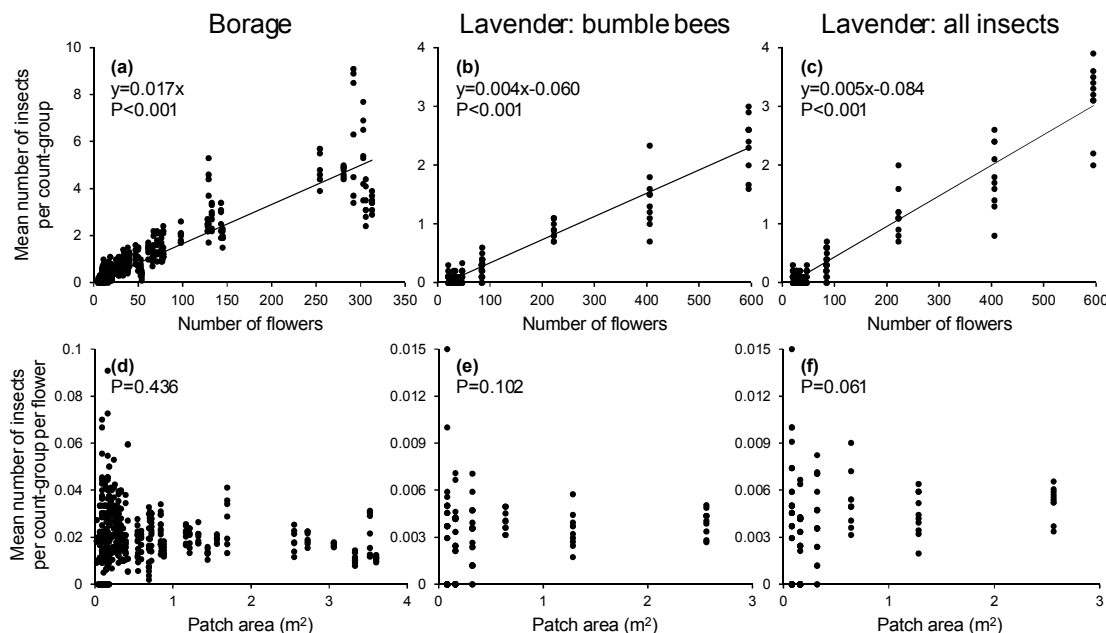 Borage
Lavender: bumble bees
Lavender: all insects
Mean number of insects
per count-group
(a)
y=0.017x
P<0.001
10
8
6
4
2
0
0 50 100 150 200 250 300 350
Number of flowers
(b)
y=0.004x-0.060
P<0.001
4
3
2
1
0
0 100 200 300 400 500 600
Number of flowers
(c)
y=0.005x-0.084
P<0.001
4
3
2
1
0
0 100 200 300 400 500 600
Number of flowers
Mean number of insects
per count-group per flower
(d)
P=0.436
0.1
0.08
0.06
0.04
0.02
0
0 1 2 3 4
Patch area (m²)
(e)
P=0.102
0.015
0.012
0.009
0.006
0.003
0
0 1 2 3
Patch area (m²)
(f)
P=0.061
0.015
0.012
0.009
0.006
0.003
0.000
0 1 2 3
Patch area (m²)